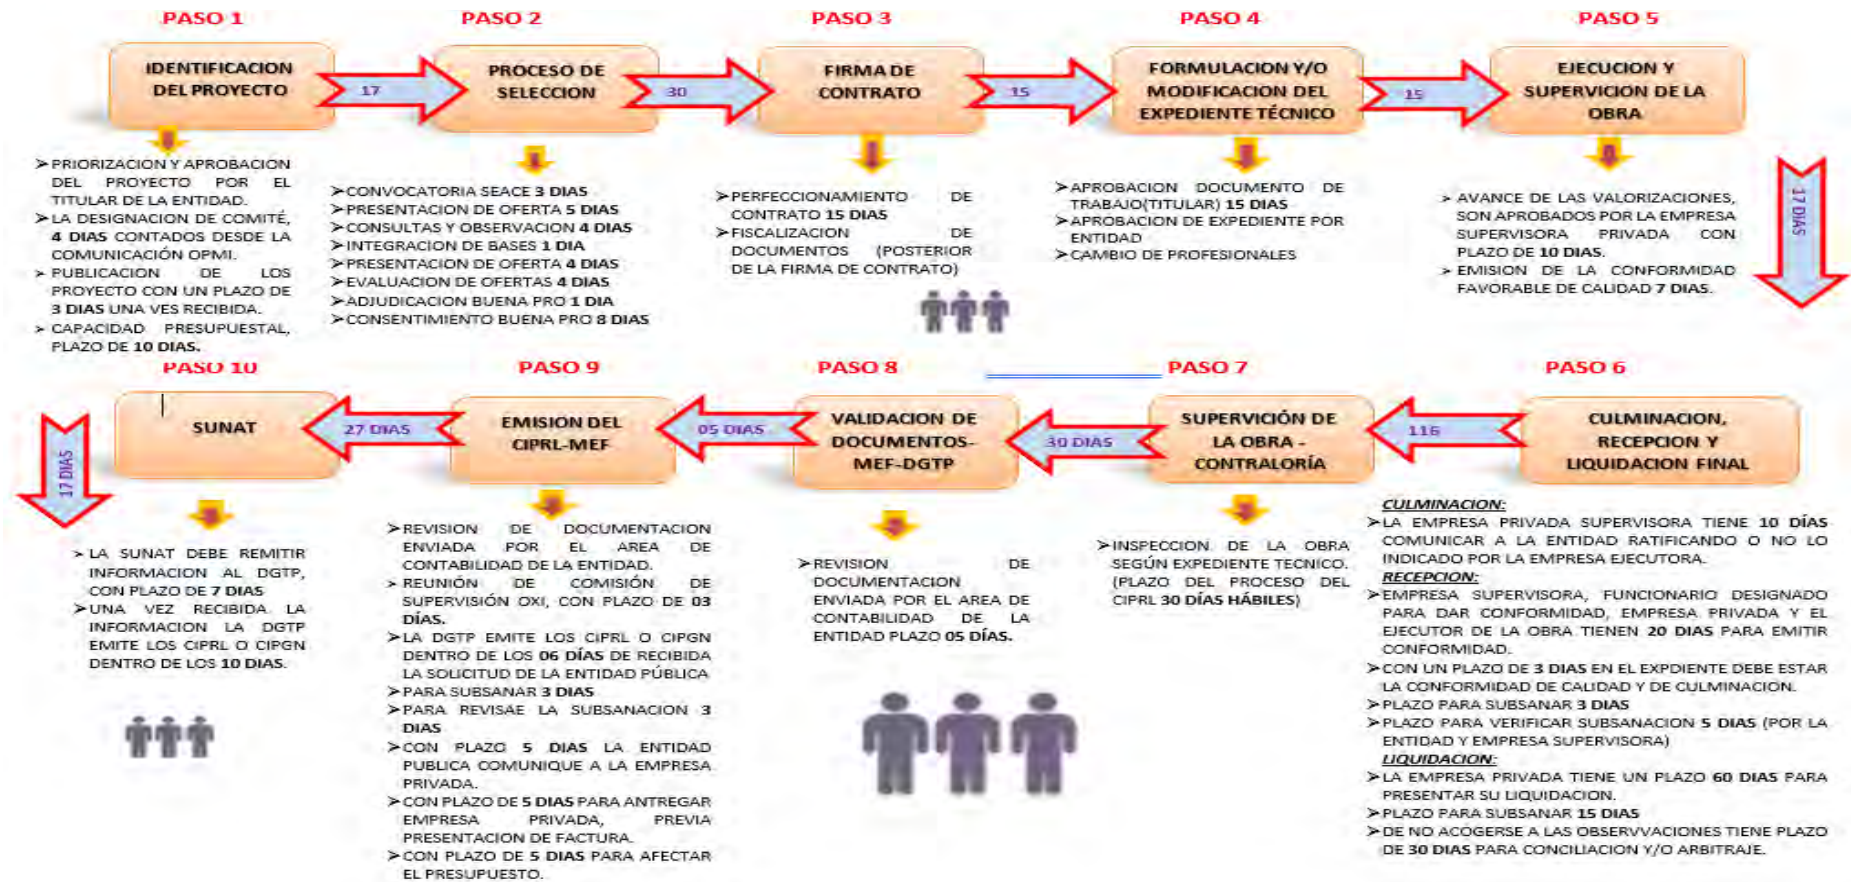 PASO 1
PASO 2
PASO 3
PASO 4
PASO 5
IDENTIFICACION
DEL PROYECTO
17
PROCESO DE
SELECCION
30
FIRMA DE
CONTRATO
15
FORMULACION Y/O
MODIFICACION DEL
EXPEDIENTE TÉCNICO
15
EJECUCION Y
SUPERVICION DE LA
OBRA
17 DIAS
➢PRIORIZACION Y APROBACION
DEL PROYECTO POR EL
TITULAR DE LA ENTIDAD.
➢LA DESIGNACION DE COMITÉ,
4 DIAS CONTADOS DESDE LA
COMUNICACIÓN OPMI.
➢PUBLICACION DE LOS
PROYECTO CON UN PLAZO DE
3 DIAS UNA VES RECIBIDA.
➢CAPACIDAD PRESUPUESTAL,
PLAZO DE 10 DIAS.
➢CONVOCATORIA SEACE 3 DIAS
➢PRESENTACION DE OFERTA 5 DIAS
➢CONSULTAS Y OBSERVACION 4 DIAS
➢INTEGRACION DE BASES 1 DIA
➢PRESENTACION DE OFERTA 4 DIAS
➢EVALUACION DE OFERTAS 4 DIAS
➢ADJUDICACION BUENA PRO 1 DIA
➢CONSENTIMIENTO BUENA PRO 8 DIAS
➢PERFECCIONAMIENTO DE
CONTRATO 15 DIAS
➢FISCALIZACION DE
DOCUMENTOS (POSTERIOR
DE LA FIRMA DE CONTRATO)
➢APROBACION DOCUMENTO DE
TRABAJO(TITULAR) 15 DIAS
➢APROBACION DE EXPEDIENTE POR
ENTIDAD
➢CAMBIO DE PROFESIONALES
➢AVANCE DE LAS VALORIZACIONES,
SON APROBADOS POR LA EMPRESA
SUPERVISORA PRIVADA CON
PLAZO DE 10 DIAS.
➢EMISION DE LA CONFORMIDAD
FAVORABLE DE CALIDAD 7 DIAS.
PASO 10
PASO 9
PASO 8
PASO 7
PASO 6
17 DIAS
SUNAT
27 DIAS
EMISIÓN DEL
CIPRL-MEF
05 DIAS
VALIDACION DE
DOCUMENTOS-
MEF-DGTP
30 DIAS
SUPERVICIÓN DE
LA OBRA -
CONTRALORÍA
116
CULMINACION,
RECEPCION Y
LIQUIDACION FINAL
➢LA SUNAT DEBE REMITIR
INFORMACION AL DGTP,
CON PLAZO DE 7 DIAS
➢UNA VEZ RECIBIDA LA
INFORMACION LA DGTP
EMITE LOS CIPRL O CIPGN
DENTRO DE LOS 10 DIAS.
➢REVISION DE DOCUMENTACION
ENVIADA POR EL AREA DE
CONTABILIDAD DE LA ENTIDAD.
➢REUNIÓN DE COMISIÓN DE
SUPERVISIÓN OXI, CON PLAZO DE 03
DÍAS.
➢LA DGTP EMITE LOS CIPRL O CIPGN
DENTRO DE LOS 06 DÍAS DE RECIBIDA
LA SOLICITUD DE LA ENTIDAD PÚBLICA
➢PARA SUBSANAR 3 DIAS
➢PARA REVISAE LA SUBSANACION 3
DIAS
➢CON PLAZO 5 DIAS LA ENTIDAD
PUBLICA COMUNIQUE A LA EMPRESA
PRIVADA.
➢CON PLAZO DE 5 DIAS PARA ANTREGAR
EMPRESA PRIVADA, PREVIA
PRESENTACION DE FACTURA.
➢CON PLAZO DE 5 DIAS PARA AFECTAR
EL PRESUPUESTO.
➢REVISION DE
DOCUMENTACION
ENVIADA POR EL AREA DE
CONTABILIDAD DE LA
ENTIDAD PLAZO 05 DÍAS.
➢INSPECCION DE LA OBRA
SEGÚN EXPEDIENTE TECNICO.
(PLAZO DEL PROCESO DEL
CIPRL 30 DÍAS HÁBILES)
CULMINACION:
➢LA EMPRESA PRIVADA SUPERVISORA TIENE 10 DÍAS
COMUNICAR A LA ENTIDAD RATIFICANDO O NO LO
INDICADO POR LA EMPRESA EJECUTORA.
RECEPCION:
➢EMPRESA SUPERVISORA, FUNCIONARIO DESIGNADO
PARA DAR CONFORMIDAD, EMPRESA PRIVADA Y EL
EJECUTOR DE LA OBRA TIENEN 20 DIAS PARA EMITIR
CONFORMIDAD.
➢CON UN PLAZO DE 3 DIAS EN EL EXPDIENTE DEBE ESTAR
LA CONFORMIDAD DE CALIDAD Y DE CULMINACION.
➢PLAZO PARA SUBSANAR 3 DIAS
➢PLAZO PARA VERIFICAR SUBSANACION 5 DIAS (POR LA
ENTIDAD Y EMPRESA SUPERVISORA)
LIQUIDACION:
➢LA EMPRESA PRIVADA TIENE UN PLAZO 60 DIAS PARA
PRESENTAR SU LIQUIDACION.
➢PLAZO PARA SUBSANAR 15 DIAS
➢DE NO ACOGERSE A LAS OBSERVVACIONES TIENE PLAZO
DE 30 DIAS PARA CONCILIACION Y/O ARBITRAJE.